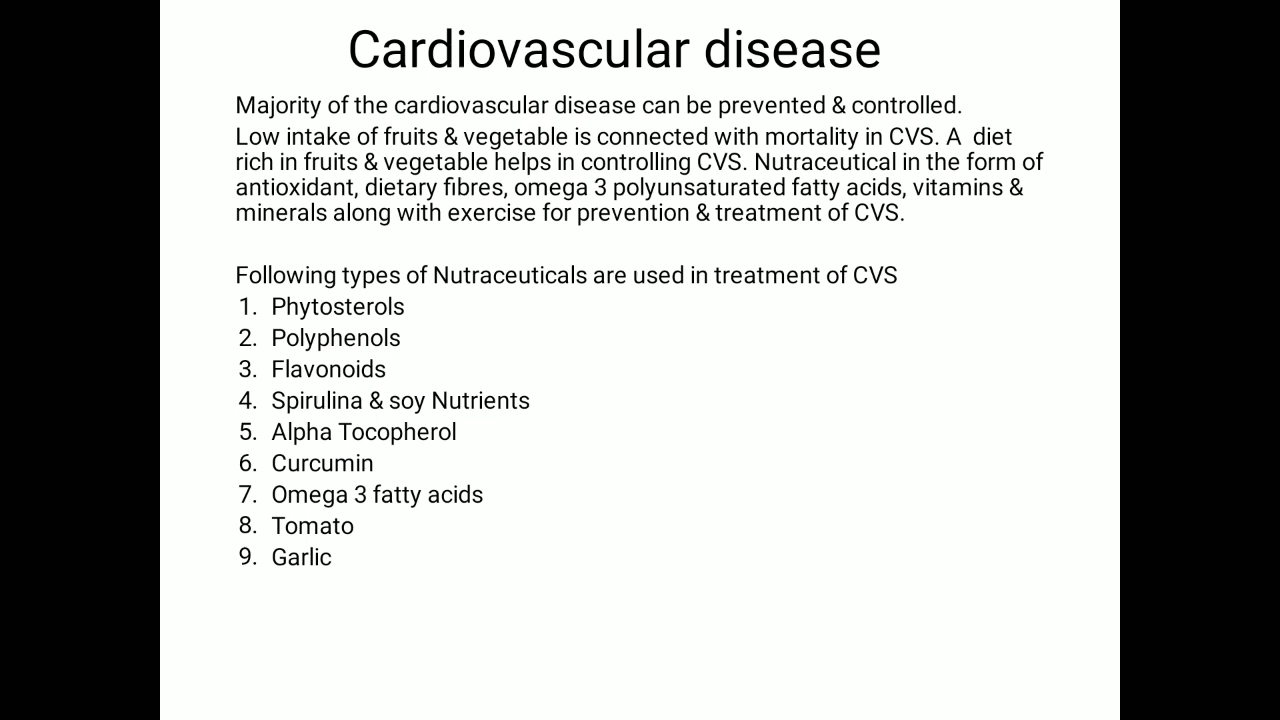 Cardiovascular disease
Majority of the cardiovascular disease can be prevented & controlled.
Low intake of fruits & vegetable is connected with mortality in CVS. A  diet
rich in fruits & vegetable helps in controlling CVS. Nutraceutical in the form of
antioxidant, dietary fibres, omega 3 polyunsaturated fatty acids, vitamins &
minerals along with exercise for prevention & treatment of CVS.
Following types of Nutraceuticals are used in treatment of CVS
1. Phytosterols
2. Polyphenols
3. Flavonoids
4. Spirulina & soy Nutrients
5. Alpha Tocopherol
6. Curcumin
7. Omega 3 fatty acids
8. Tomato
9. Garlic